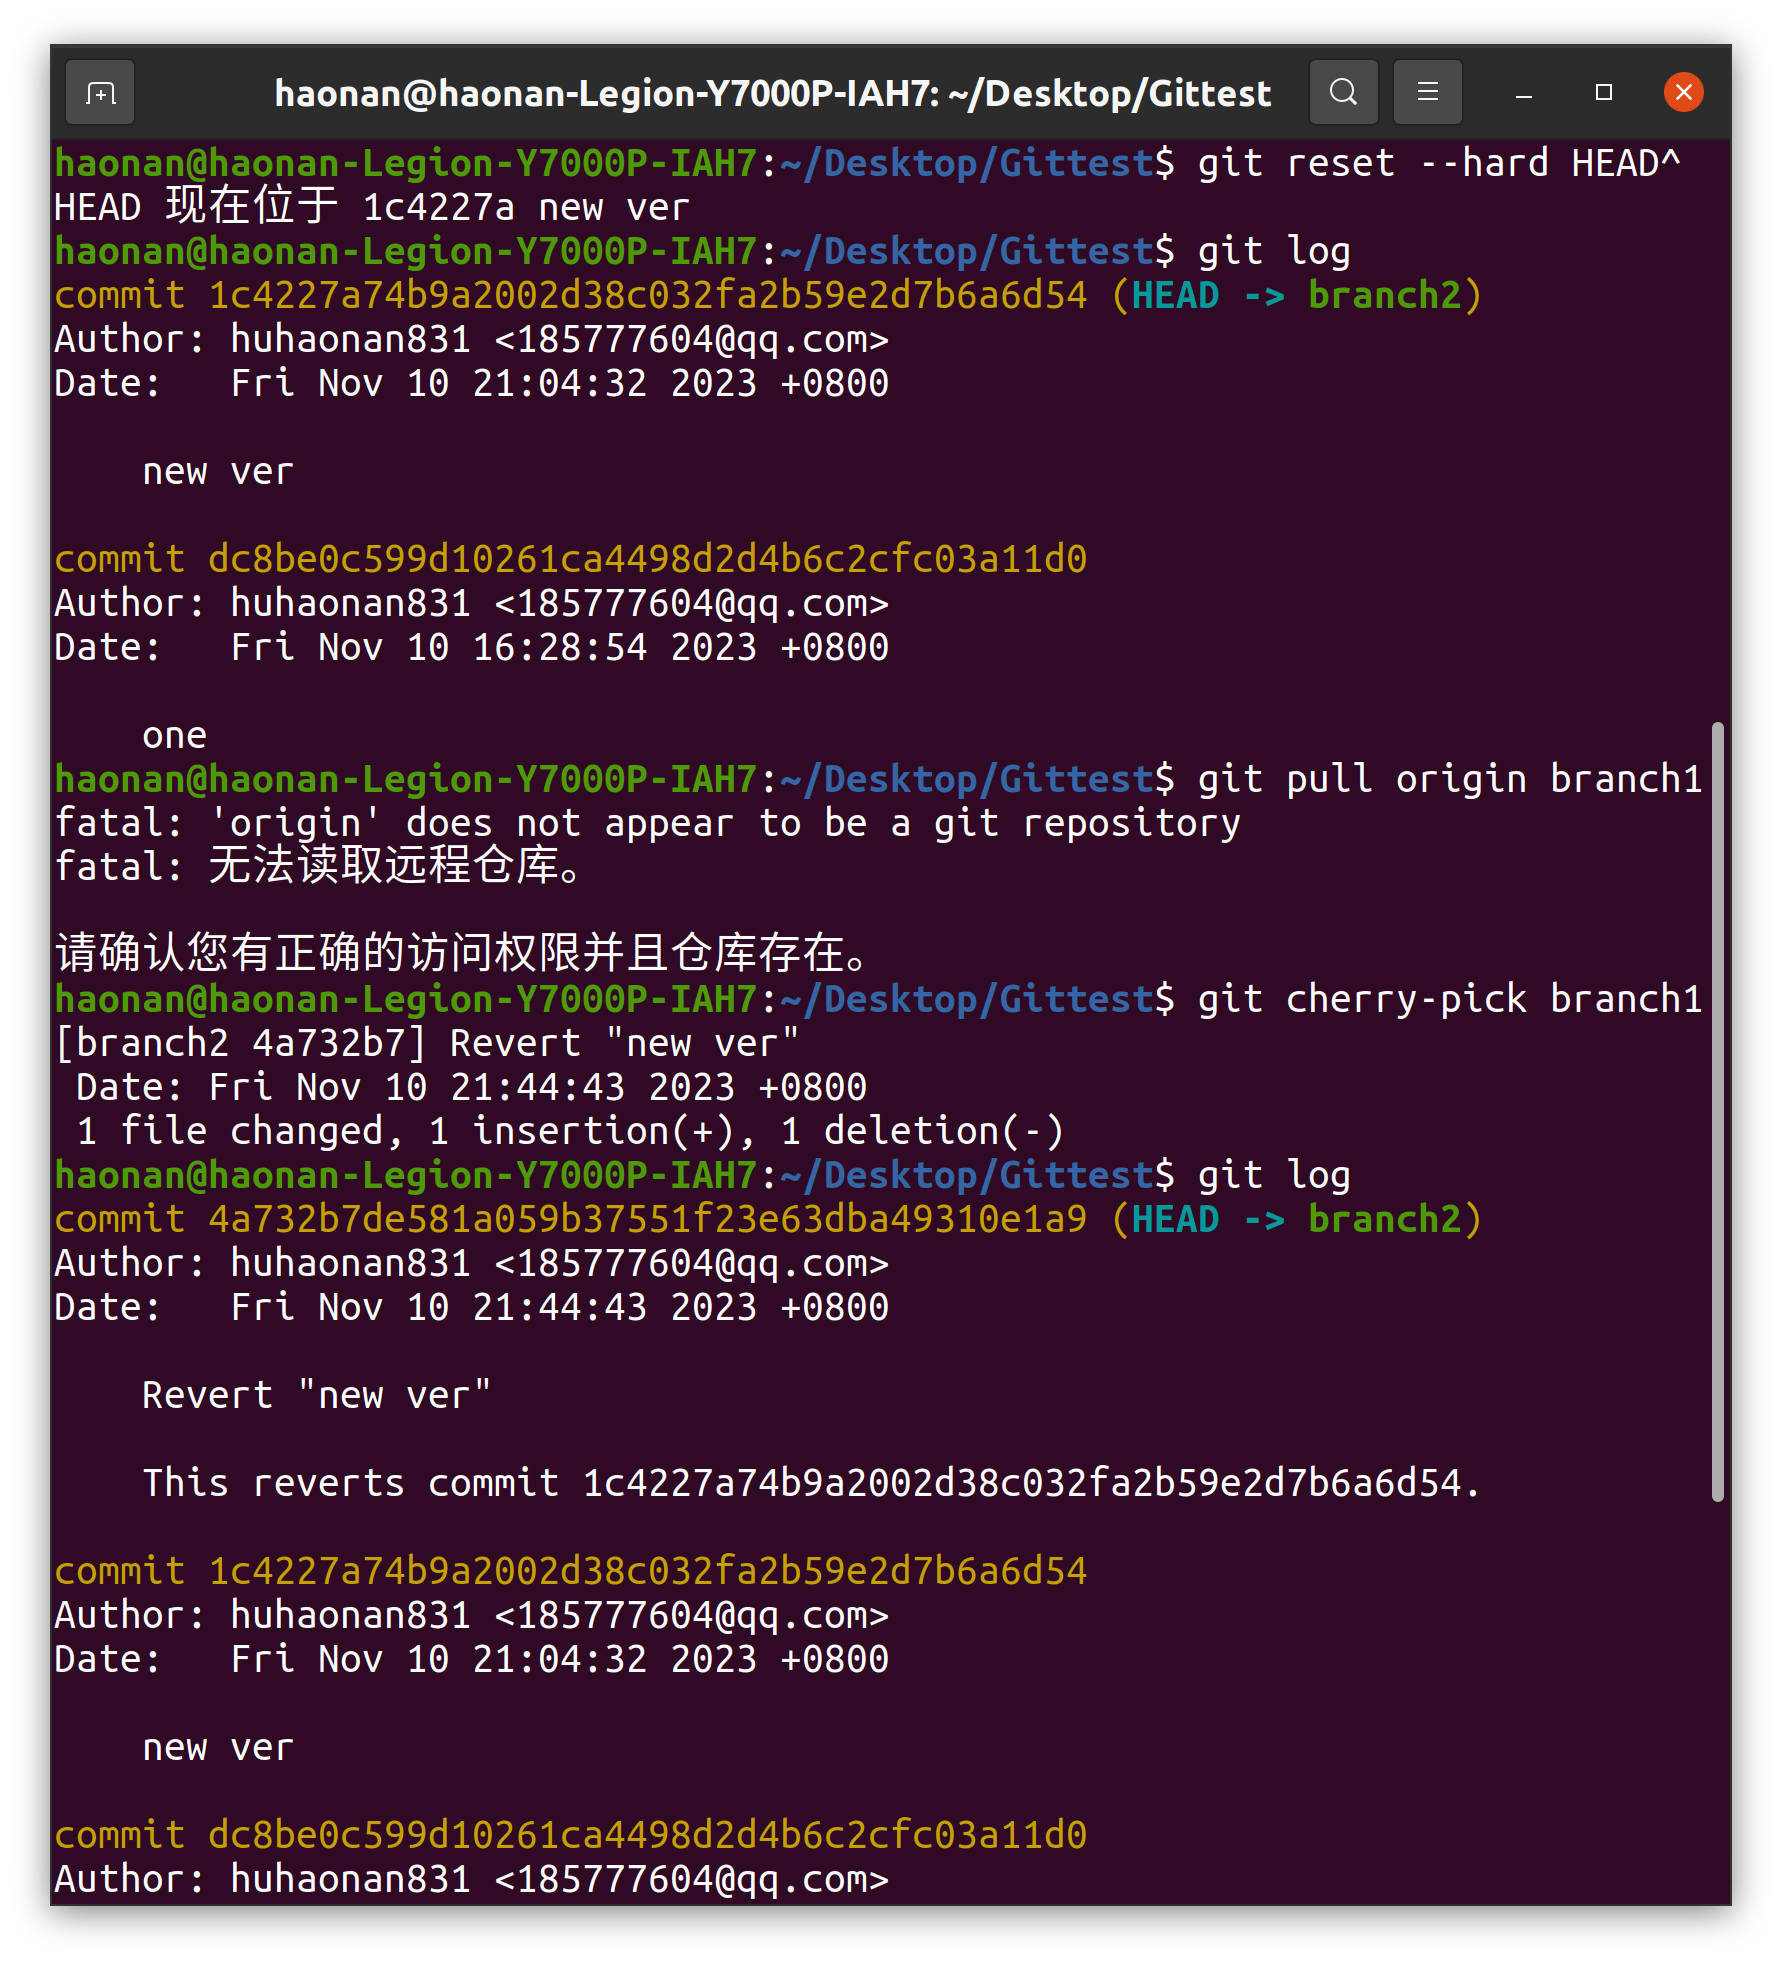 haonan@haonan-Legion-Y7000P-IAH7: ~/Desktop/Gittest
haonan@haonan-Legion-Y7000P-IAH7:~/Desktop/Gittest$ git reset --hard HEAD^
HEAD 现在位于 1c4227a new ver
haonan@haonan-Legion-Y7000P-IAH7:~/Desktop/Gittest$ git log
commit 1c4227a74b9a2002d38c032fa2b59e2d7b6a6d54 (HEAD -> branch2)
Author: huhaonan831 <185777604@qq.com>
Date:   Fri Nov 10 21:04:32 2023 +0800
    new ver
commit dc8be0c599d10261ca4498d2d4b6c2cfc03a11d0
Author: huhaonan831 <185777604@qq.com>
Date:   Fri Nov 10 16:28:54 2023 +0800
    one
haonan@haonan-Legion-Y7000P-IAH7:~/Desktop/Gittest$ git pull origin branch1
fatal: 'origin' does not appear to be a git repository
fatal: 无法读取远程仓库。
请确认您有正确的访问权限并且仓库存在。
haonan@haonan-Legion-Y7000P-IAH7:~/Desktop/Gittest$ git cherry-pick branch1
[branch2 4a732b7] Revert "new ver"
 Date: Fri Nov 10 21:44:43 2023 +0800
 1 file changed, 1 insertion(+), 1 deletion(-)
haonan@haonan-Legion-Y7000P-IAH7:~/Desktop/Gittest$ git log
commit 4a732b7de581a059b37551f23e63dba49310e1a9 (HEAD -> branch2)
Author: huhaonan831 <185777604@qq.com>
Date:   Fri Nov 10 21:44:43 2023 +0800
    Revert "new ver"
    This reverts commit 1c4227a74b9a2002d38c032fa2b59e2d7b6a6d54.
commit 1c4227a74b9a2002d38c032fa2b59e2d7b6a6d54
Author: huhaonan831 <185777604@qq.com>
Date:   Fri Nov 10 21:04:32 2023 +0800
    new ver
commit dc8be0c599d10261ca4498d2d4b6c2cfc03a11d0
Author: huhaonan831 <185777604@qq.com>